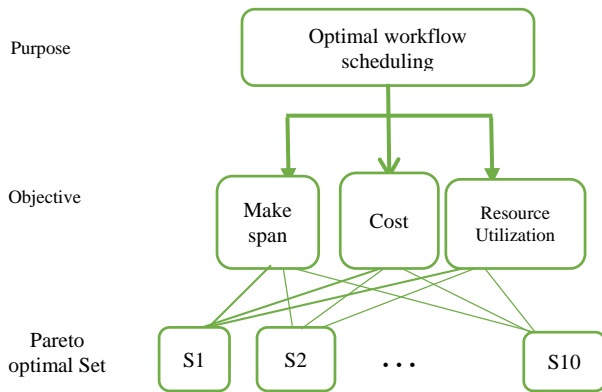 Purpose
Optimal workflow
scheduling
Objective
Make
span
Cost
Resource
Utilization
Pareto
optimal Set
S1
S2
...
S10